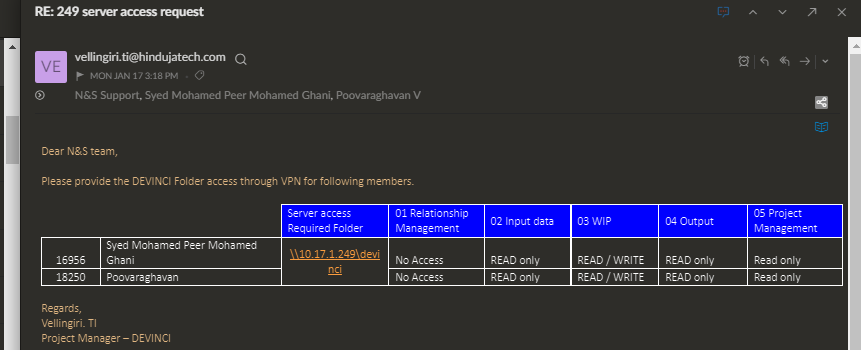 RE: 249 server access request
VE
vellingiri.ti@hindujatech.com
MON JAN 17 3:18 PM
N&S Support, Syed Mohamed Peer Mohamed Ghani, Poovaraghavan V
Dear N&S team,
Please provide the DEVINCI Folder access through VPN for following members.
Server access Required Folder 01 Relationship Management 02 Input data 03 WIP 04 Output 05 Project Management
16956 Syed Mohamed Peer Mohamed Ghani \\10.17.1.249\devinci No Access READ only READ / WRITE READ only Read only
18250 Poovaraghavan No Access READ only READ / WRITE READ only Read only
Regards,
Vellingiri. TI
Project Manager – DEVINCI